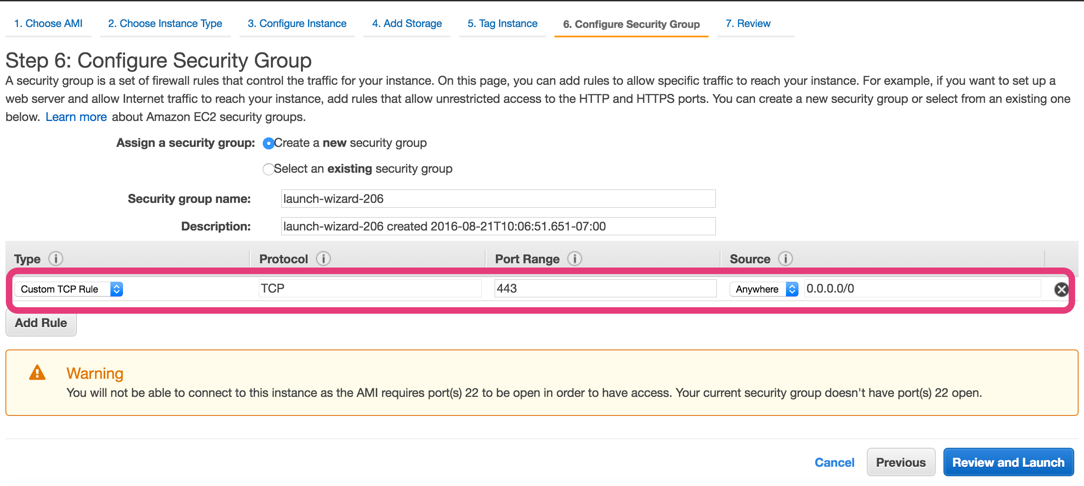 1. Choose AMI 2. Choose Instance Type 3. Configure Instance 4. Add Storage 5. Tag Instance 6. Configure Security Group 7. Review
Step 6: Configure Security Group
A security group is a set of firewall rules that control the traffic for your instance. On this page, you can add rules to allow specific traffic to reach your instance. For example, if you want to set up a
web server and allow Internet traffic to reach your instance, add rules that allow unrestricted access to the HTTP and HTTPS ports. You can create a new security group or select from an existing one
below. Learn more about Amazon EC2 security groups.
Assign a security group: Create a new security group
Select an existing security group
Security group name: launch-wizard-206
Description: launch-wizard-206 created 2016-08-21T10:06:51.651-07:00
Type i Protocol i Port Range i Source i
Custom TCP Rule TCP 443 Anywhere 0.0.0.0/0
Add Rule
Warning
You will not be able to connect to this instance as the AMI requires port(s) 22 to be open in order to have access. Your current security group doesn't have port(s) 22 open.
Cancel Previous Review and Launch